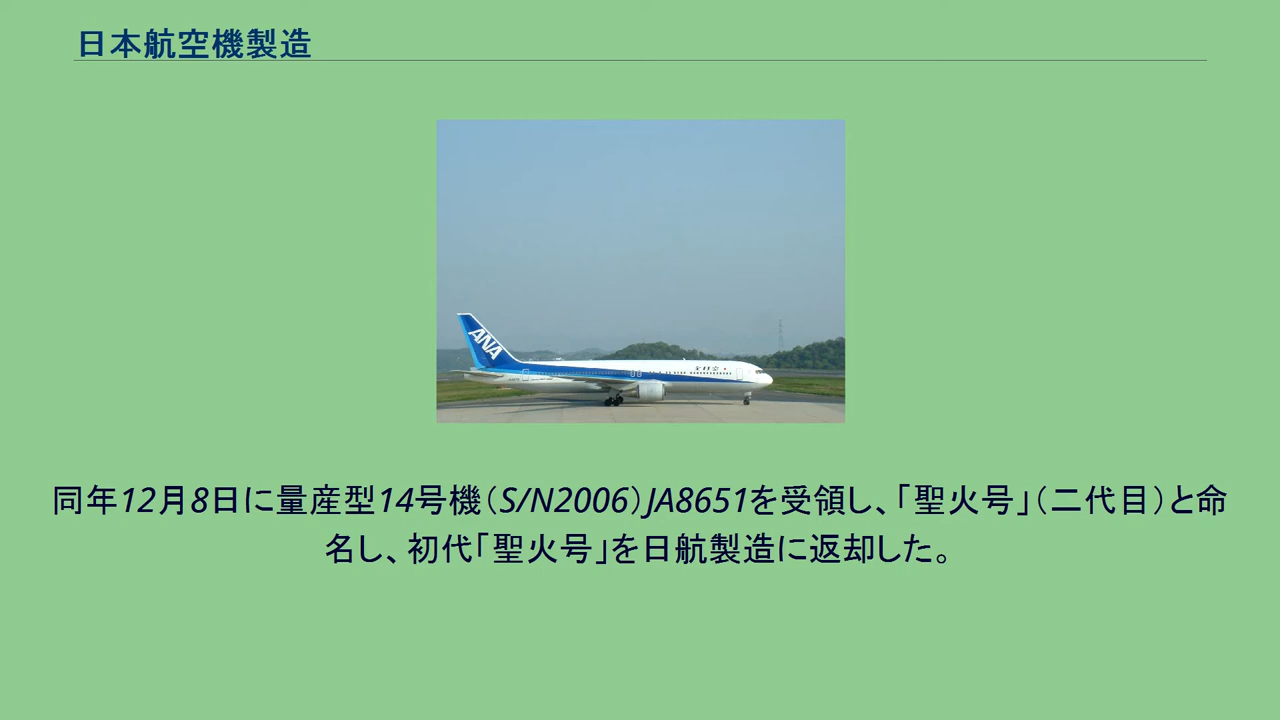 日本航空機製造
ANA
全日空
同年12月8日に量産型14号機（S/N2006）JA8651を受領し、「聖火号」（二代目）と命
名し、初代「聖火号」を日航製造に返却した。